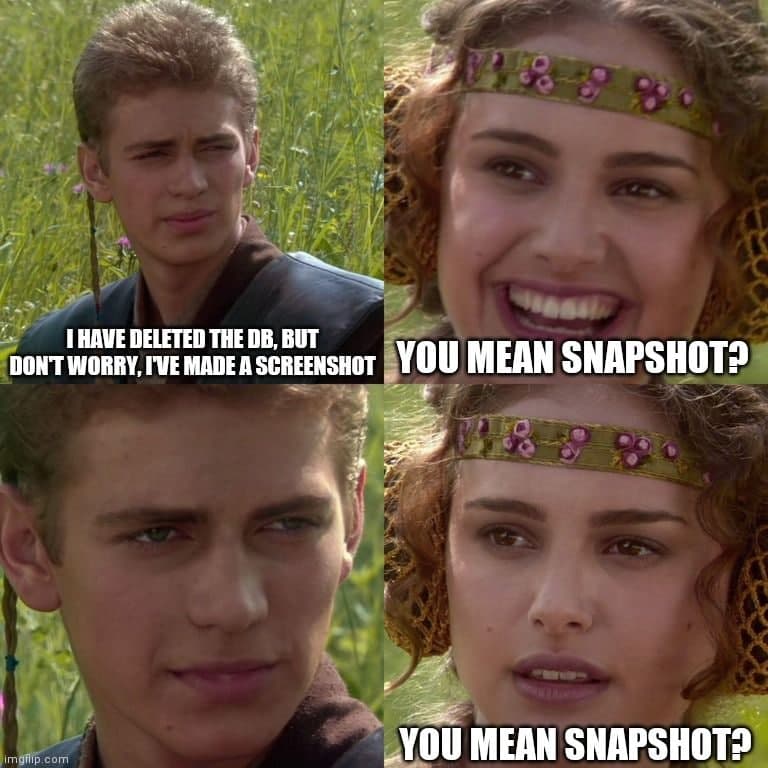 I HAVE DELETED THE DB, BUT
DON'T WORRY, I'VE MADE A SCREENSHOT
YOU MEAN SNAPSHOT?
YOU MEAN SNAPSHOT?
imgflip.com